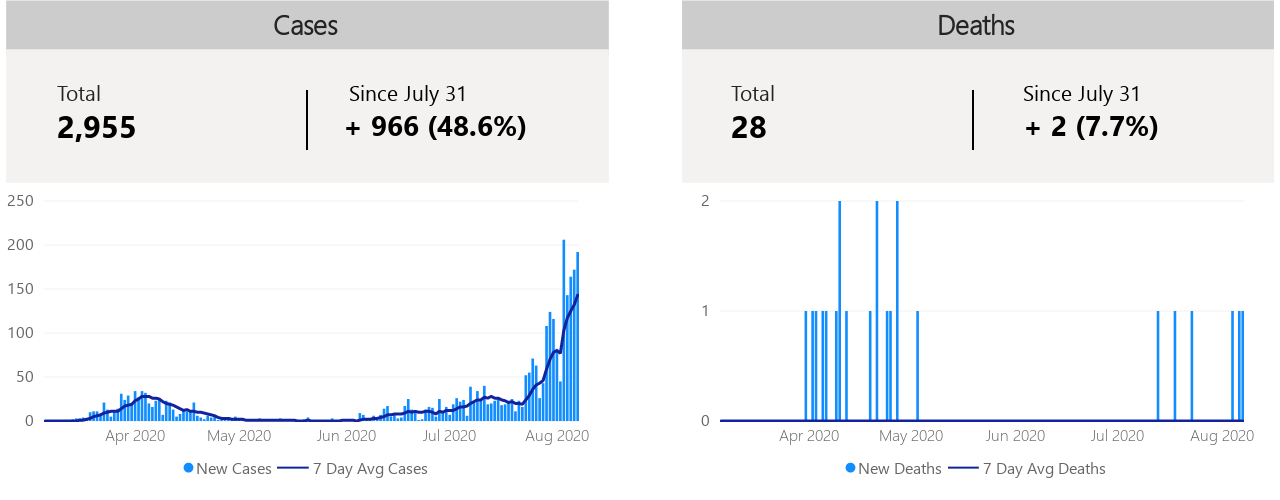 Cases
Total
2,955
Since July 31
+ 966 (48.6%)
250
200
150
100
50
0
Apr 2020 May 2020 Jun 2020 Jul 2020 Aug 2020
New Cases 7 Day Avg Cases
Deaths
Total
28
Since July 31
+ 2 (7.7%)
2
1
0
Apr 2020 May 2020 Jun 2020 Jul 2020 Aug 2020
New Deaths 7 Day Avg Deaths